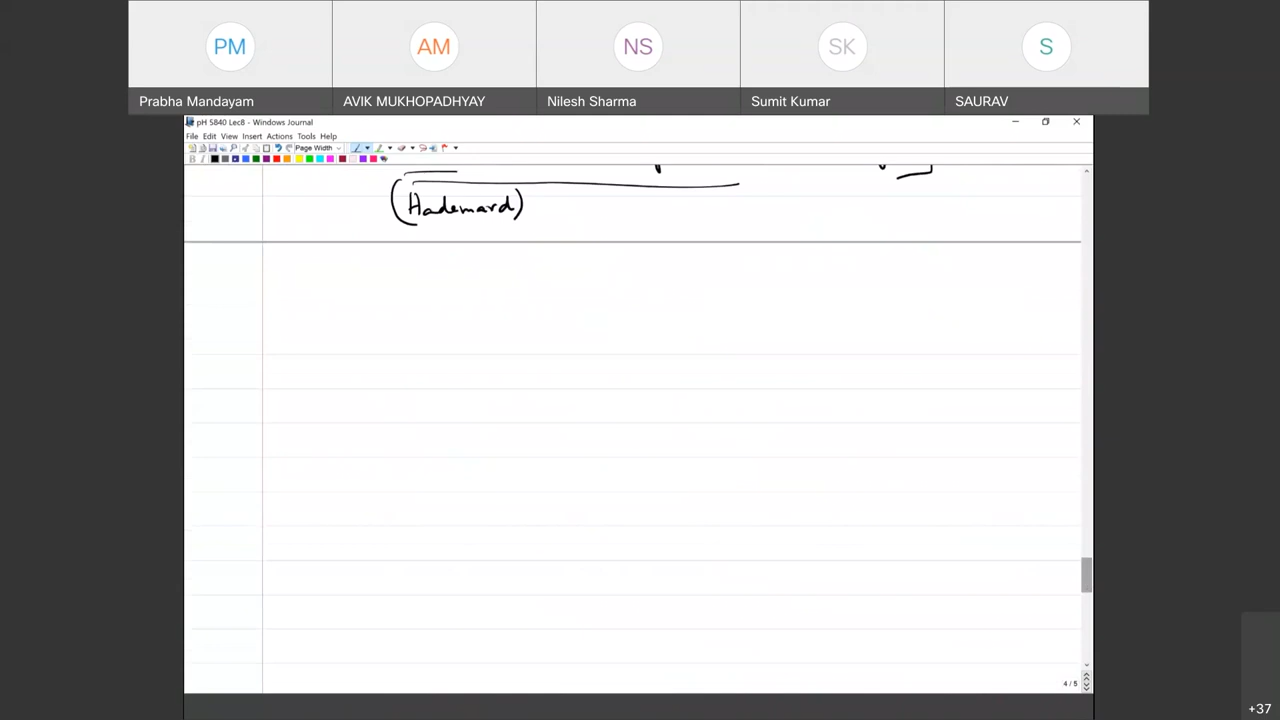 PM
AM
NS
SK
S
Prabha Mandayam
AVIK MUKHOPADHYAY
Nilesh Sharma
Sumit Kumar
SAURAV
pH 5840 Lec8 - Windows Journal
File Edit View Insert Actions Tools Help
Page Width
B I
(Hademard)
4 / 5
+37